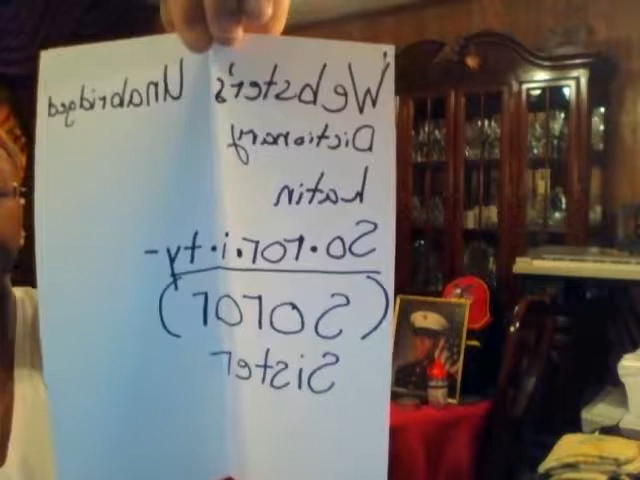 Webster's Unabridged
Dictionary
Latin
So·ror·i·ty-
(Soror)
Sister